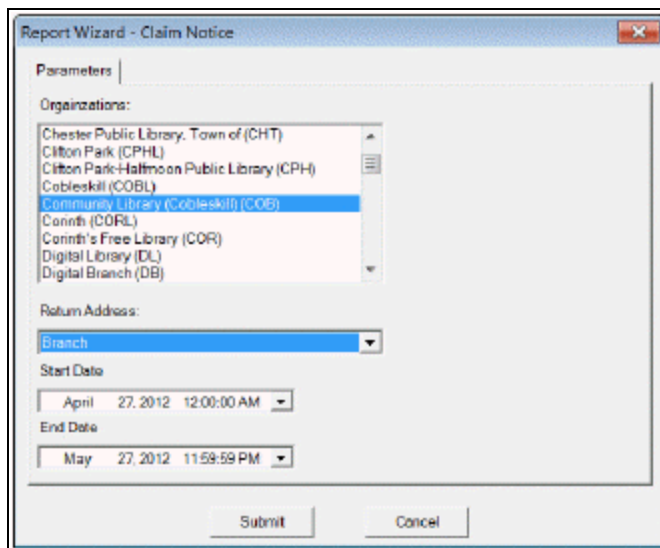 Report Wizard - Claim Notice
Parameters
Orgainzations:
Chester Public Library, Town of (CHT)
Clifton Park (CPHL)
Clifton Park-Halfmoon Public Library (CPH)
Cobleskill (COBL)
Community Library (Cobleskill) (COB)
Corinth (CORL)
Corinth's Free Library (COR)
Digital Library (DL)
Digital Branch (DB)
Return Address:
Branch
Start Date
April 27, 2012 12:00:00 AM
End Date
May 27, 2012 11:59:59 PM
Submit Cancel